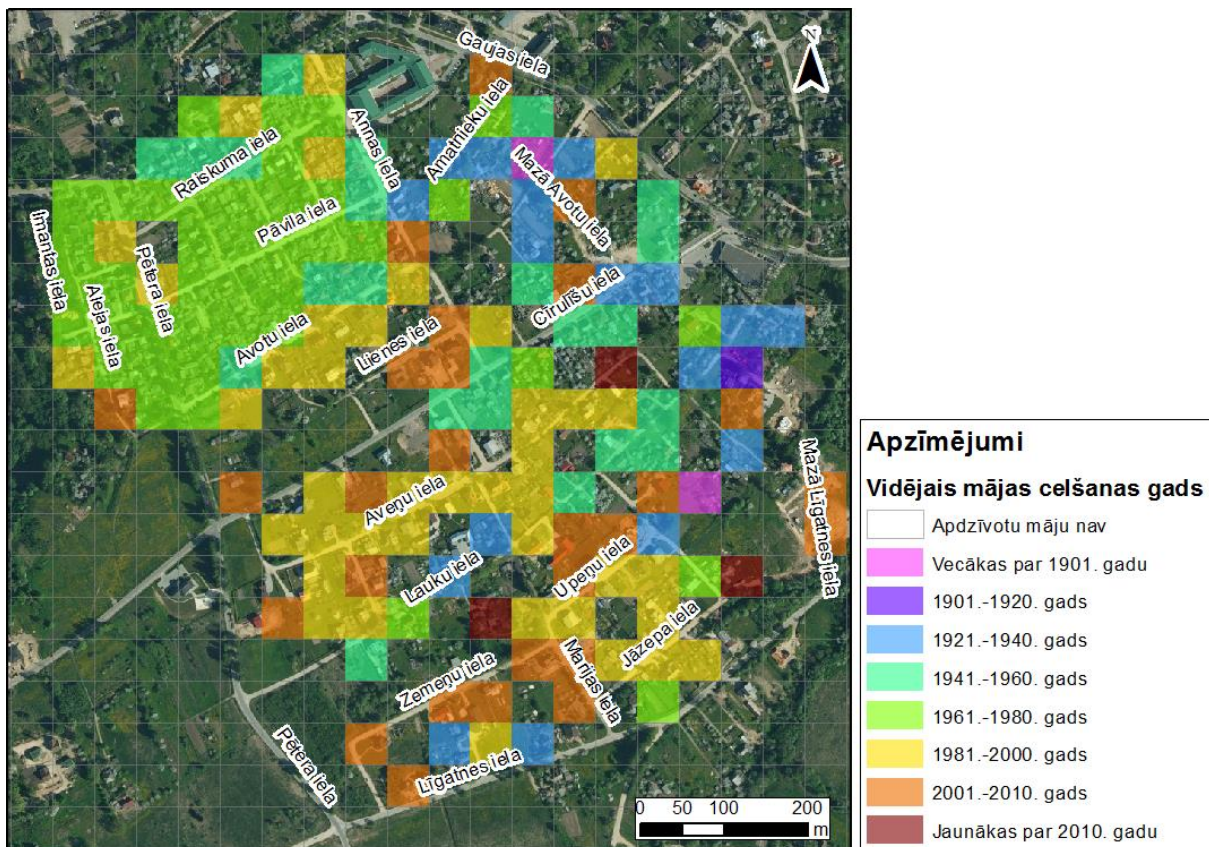 Gaujas iela
N
Annas iela
Amatnieku iela
Raiskuma iela
Mazā Avotu iela
Pāvila iela
Imantas iela
Pētera iela
Alejas iela
Cīrulīšu iela
Avotu iela
Lienes iela
Mazā Līgatnes iela
Aveņu iela
Lauku iela
Upeņu iela
Jāzepa iela
Marijas iela
Zemeņu iela
Pētera iela
Līgatnes iela
0 50 100 200
m
Apzīmējumi
Vidējais mājas celšanas gads
Apdzīvotu māju nav
Vecākas par 1901. gadu
1901.-1920. gads
1921.-1940. gads
1941.-1960. gads
1961.-1980. gads
1981.-2000. gads
2001.-2010. gads
Jaunākas par 2010. gadu